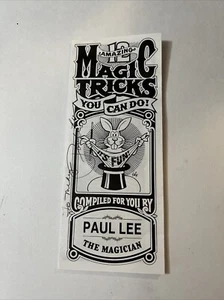 12
AMAZING
MAGIC
TRICKS
YOU CAN DO!
IT'S FUN
COMPILED FOR YOU BY
PAUL LEE
THE MAGICIAN